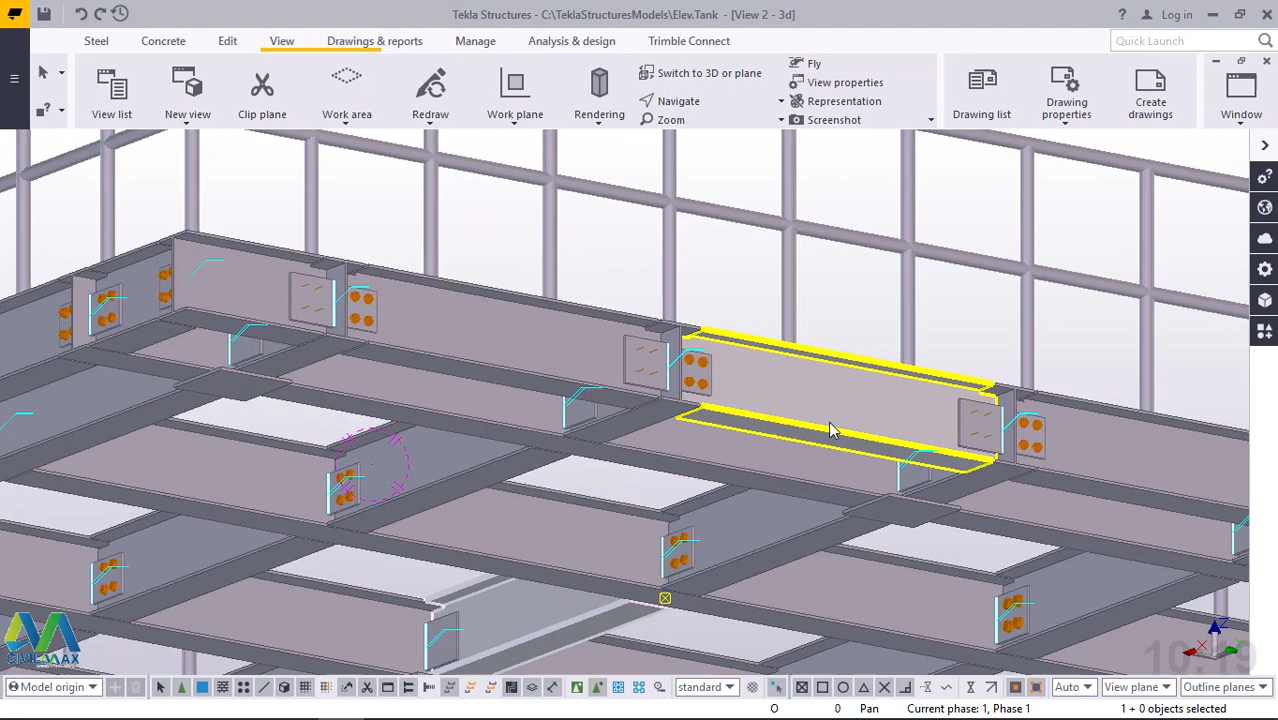 Tekla Structures - C:\TeklaStructuresModels\Elev.Tank - [View 2 - 3d]
Log in
Steel
Concrete
Edit
View
Drawings & reports
Manage
Analysis & design
Trimble Connect
Quick Launch
View list
New view
Clip plane
Work area
Redraw
Work plane
Rendering
Switch to 3D or plane
Navigate
Zoom
Fly
View properties
Representation
Screenshot
Drawing list
Drawing properties
Create drawings
Window
CIVILMAX
Z
10:19
Model origin
standard
Auto
View plane
Outline planes
O
0
Pan
Current phase: 1, Phase 1
1 + 0 objects selected